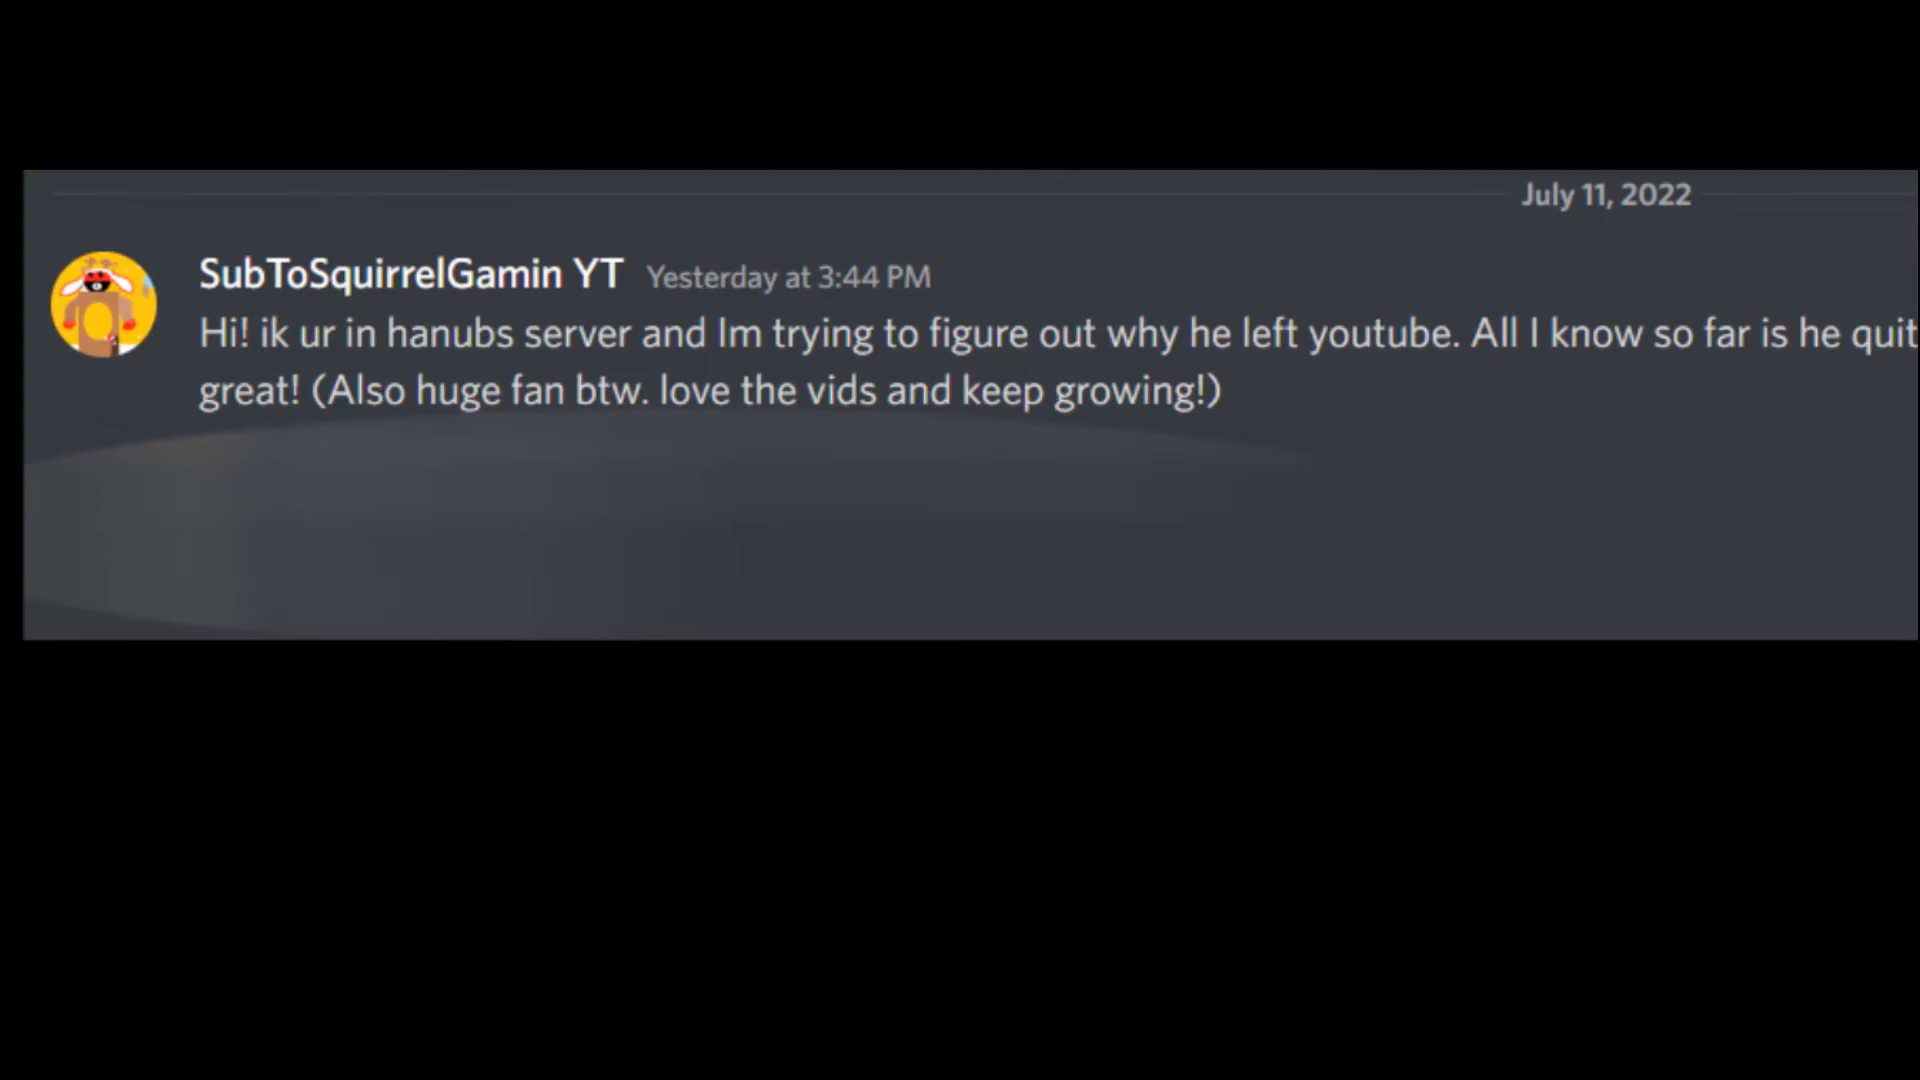 July 11, 2022
SubToSquirrelGamin YT Yesterday at 3:44 PM
Hi! ik ur in hanubs server and Im trying to figure out why he left youtube. All I know so far is he quit
great! (Also huge fan btw. love the vids and keep growing!)